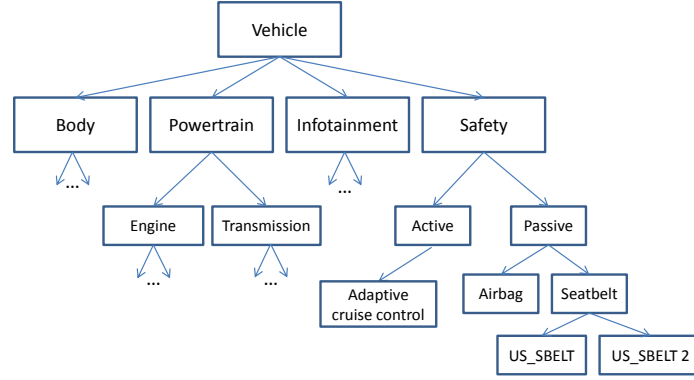 Vehicle
Body
Powertrain
Infotainment
Safety
...
...
Engine
Transmission
Active
Passive
...
...
Adaptive
cruise control
Airbag
Seatbelt
US_SBELT
US_SBELT 2